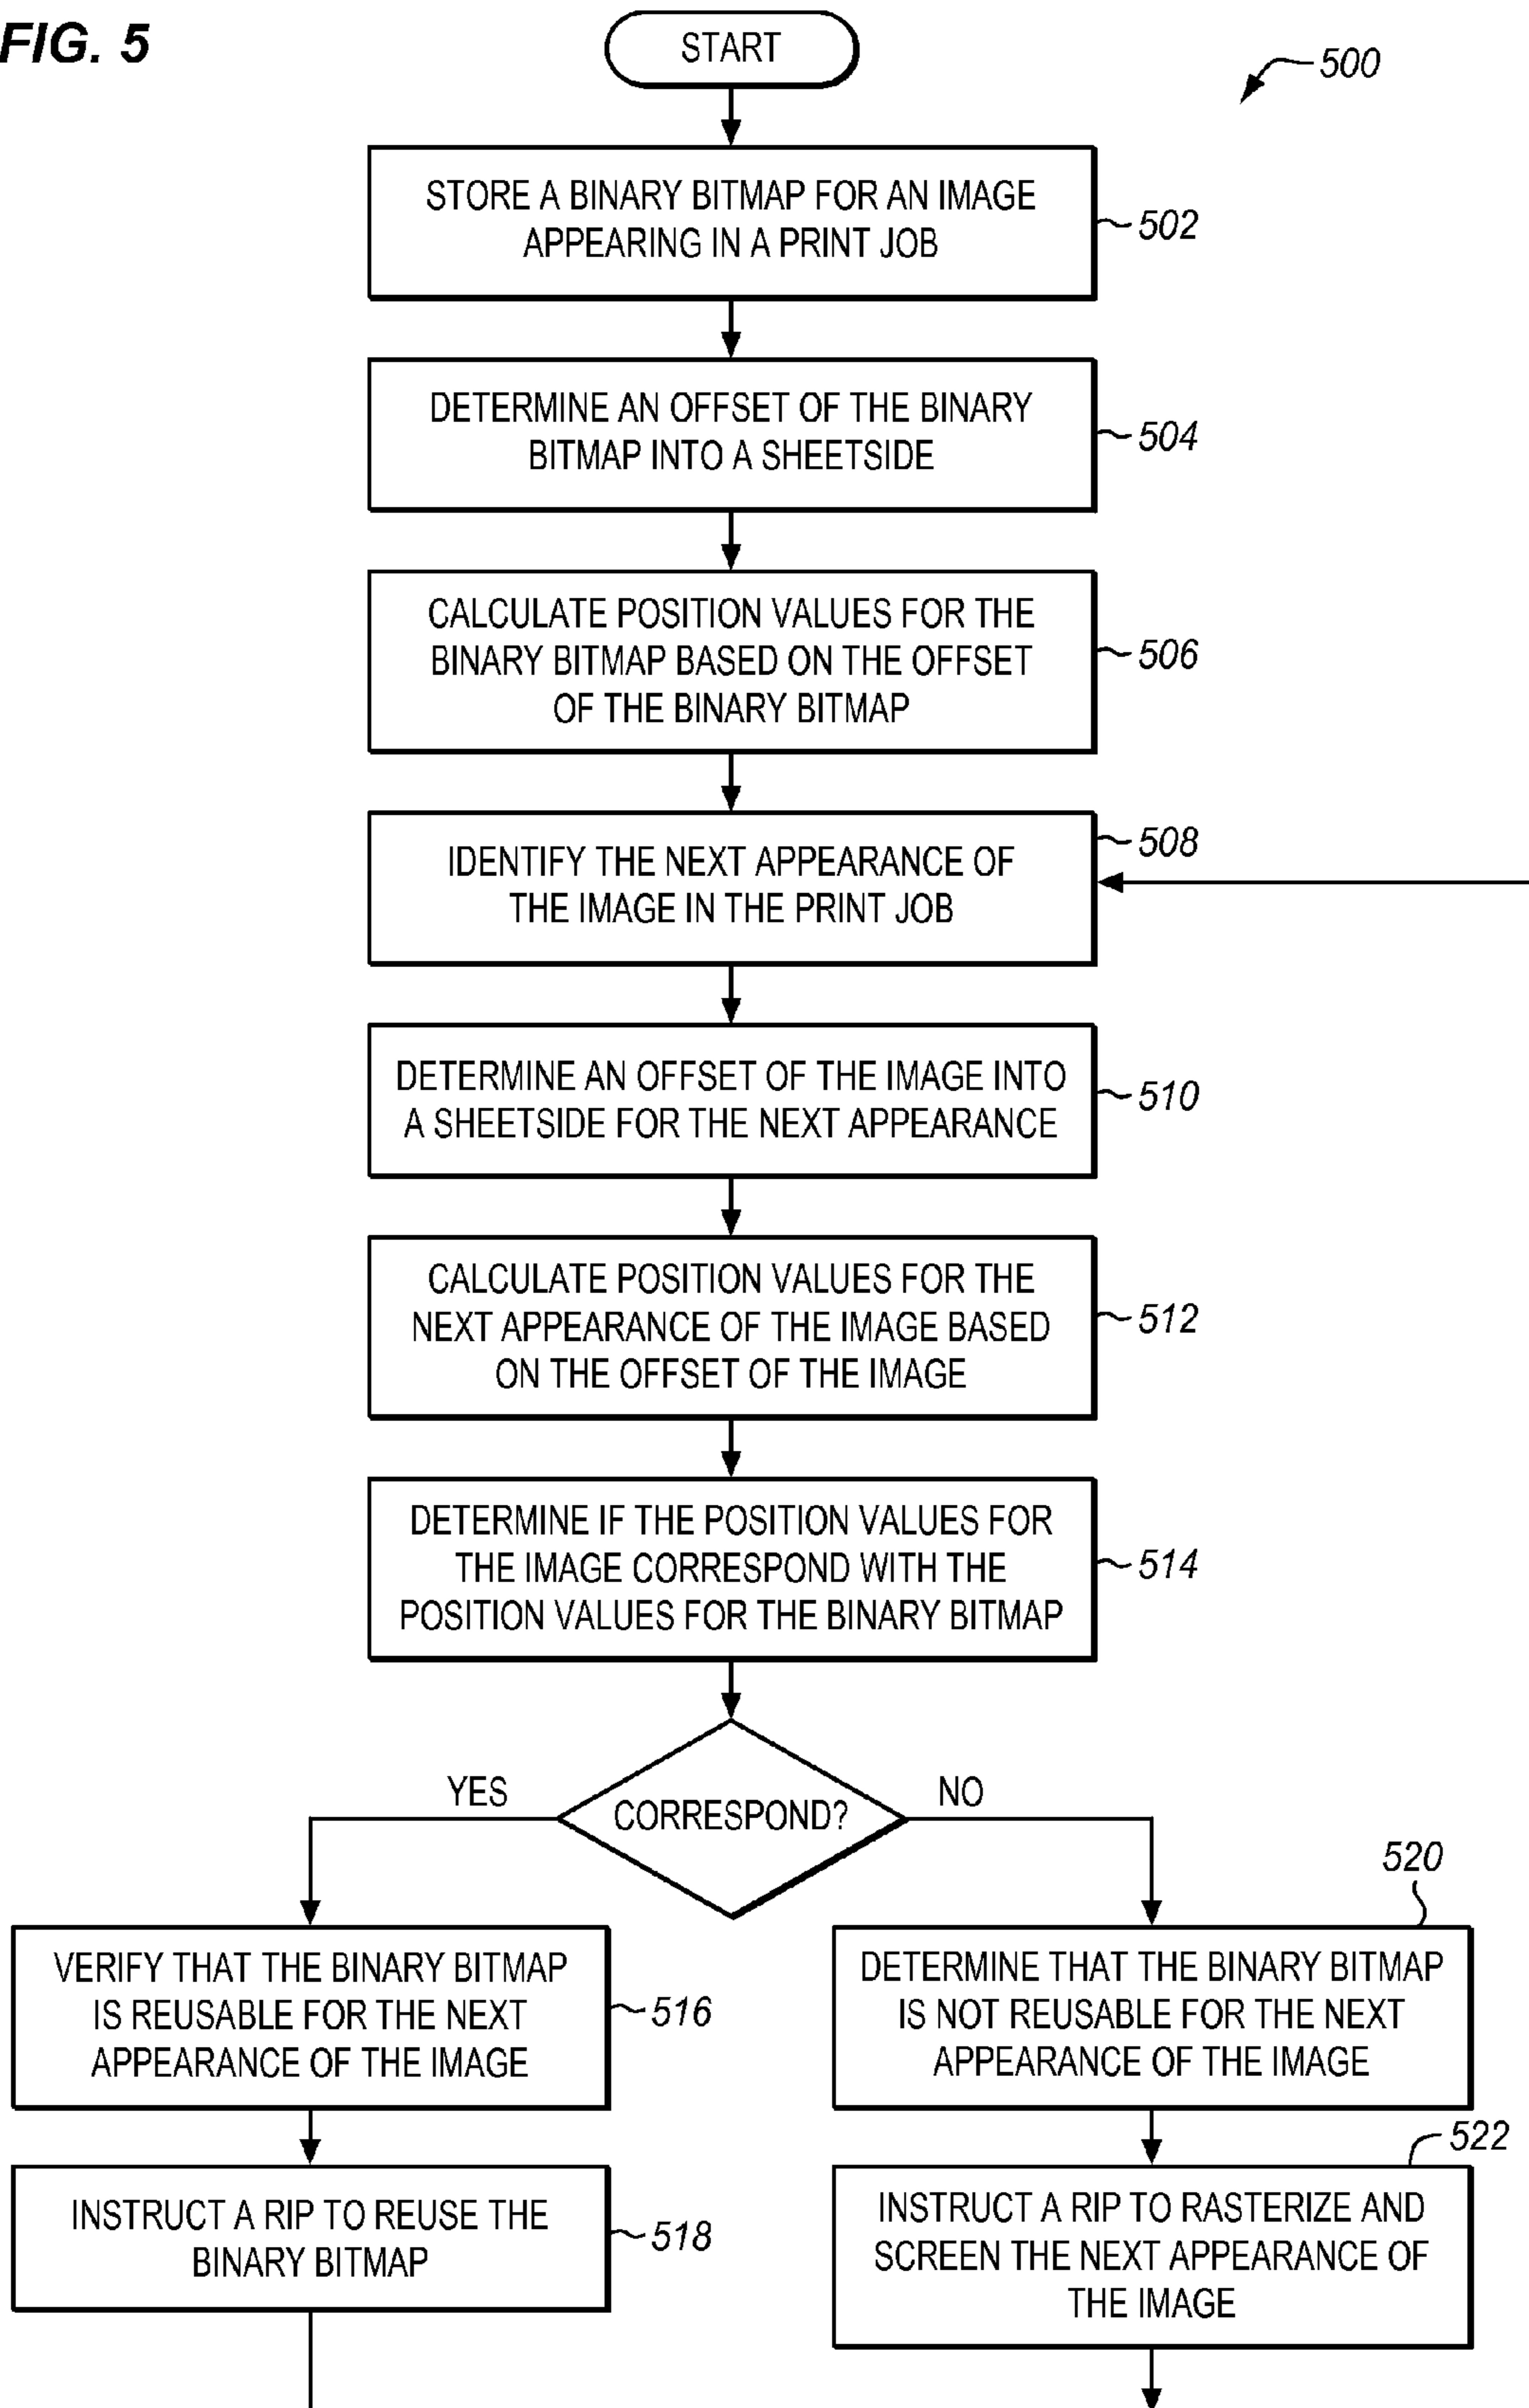 FIG. 5
START
500
STORE A BINARY BITMAP FOR AN IMAGE
APPEARING IN A PRINT JOB
502
DETERMINE AN OFFSET OF THE BINARY
BITMAP INTO A SHEETSIDE
504
CALCULATE POSITION VALUES FOR THE
BINARY BITMAP BASED ON THE OFFSET
OF THE BINARY BITMAP
506
IDENTIFY THE NEXT APPEARANCE OF
THE IMAGE IN THE PRINT JOB
508
DETERMINE AN OFFSET OF THE IMAGE INTO
A SHEETSIDE FOR THE NEXT APPEARANCE
510
CALCULATE POSITION VALUES FOR THE
NEXT APPEARANCE OF THE IMAGE BASED
ON THE OFFSET OF THE IMAGE
512
DETERMINE IF THE POSITION VALUES FOR
THE IMAGE CORRESPOND WITH THE
POSITION VALUES FOR THE BINARY BITMAP
514
YES
CORRESPOND?
NO
VERIFY THAT THE BINARY BITMAP
IS REUSABLE FOR THE NEXT
APPEARANCE OF THE IMAGE
516
520
DETERMINE THAT THE BINARY BITMAP
IS NOT REUSABLE FOR THE NEXT
APPEARANCE OF THE IMAGE
INSTRUCT A RIP TO REUSE THE
BINARY BITMAP
518
522
INSTRUCT A RIP TO RASTERIZE AND
SCREEN THE NEXT APPEARANCE OF
THE IMAGE